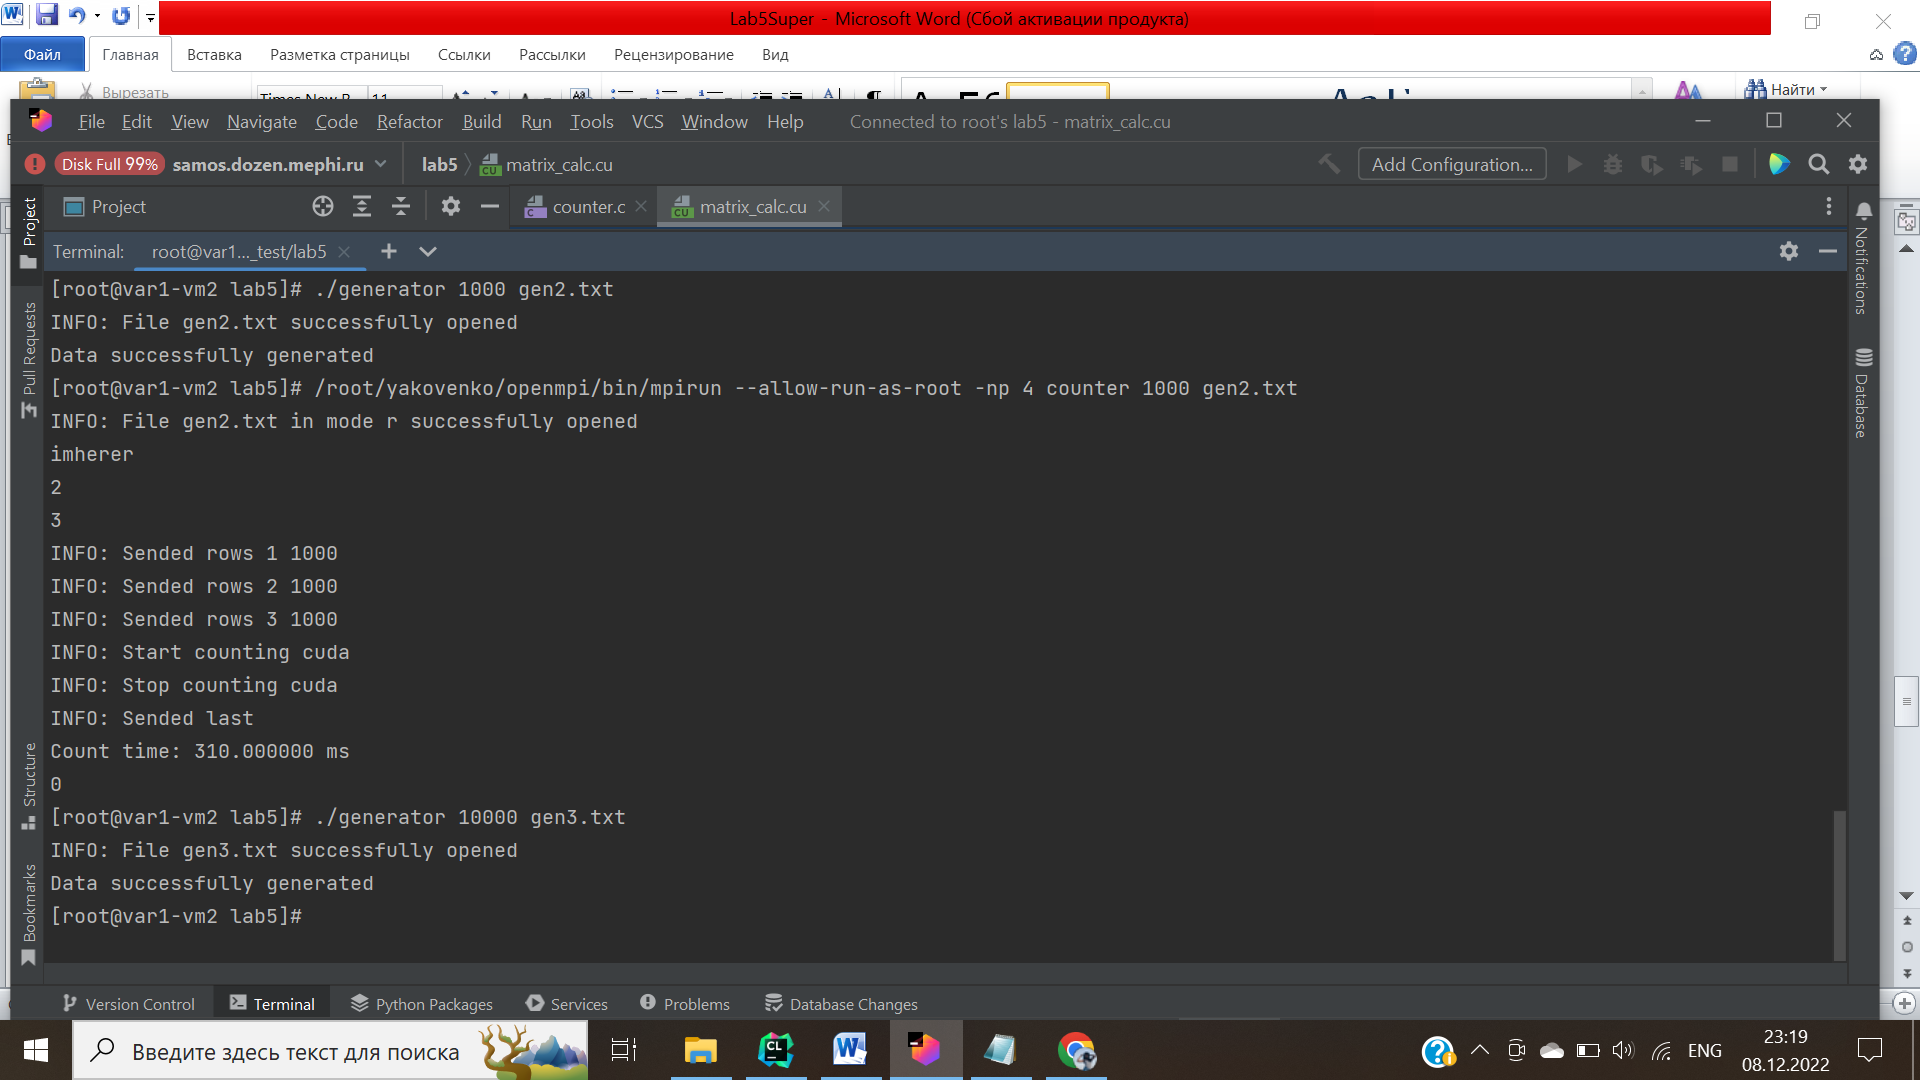 Lab5Super - Microsoft Word (Сбой активации продукта)
Файл Главная Вставка Разметка страницы Ссылки Рассылки Рецензирование Вид
Вырезать
Найти
File Edit View Navigate Code Refactor Build Run Tools VCS Window Help Connected to root's lab5 - matrix_calc.cu
Disk Full 99% samos.dozen.mephi.ru lab5 matrix_calc.cu Add Configuration...
Project counter.c matrix_calc.cu
Terminal: root@var1..._test/lab5
[root@var1-vm2 lab5]# ./generator 1000 gen2.txt
INFO: File gen2.txt successfully opened
Data successfully generated
[root@var1-vm2 lab5]# /root/yakovenko/openmpi/bin/mpirun --allow-run-as-root -np 4 counter 1000 gen2.txt
INFO: File gen2.txt in mode r successfully opened
imherer
2
3
INFO: Sended rows 1 1000
INFO: Sended rows 2 1000
INFO: Sended rows 3 1000
INFO: Start counting cuda
INFO: Stop counting cuda
INFO: Sended last
Count time: 310.000000 ms
0
[root@var1-vm2 lab5]# ./generator 10000 gen3.txt
INFO: File gen3.txt successfully opened
Data successfully generated
[root@var1-vm2 lab5]#
Project
Pull Requests
Structure
Bookmarks
Notifications
Database
Version Control Terminal Python Packages Services Problems Database Changes
Введите здесь текст для поиска
ENG
23:19
08.12.2022